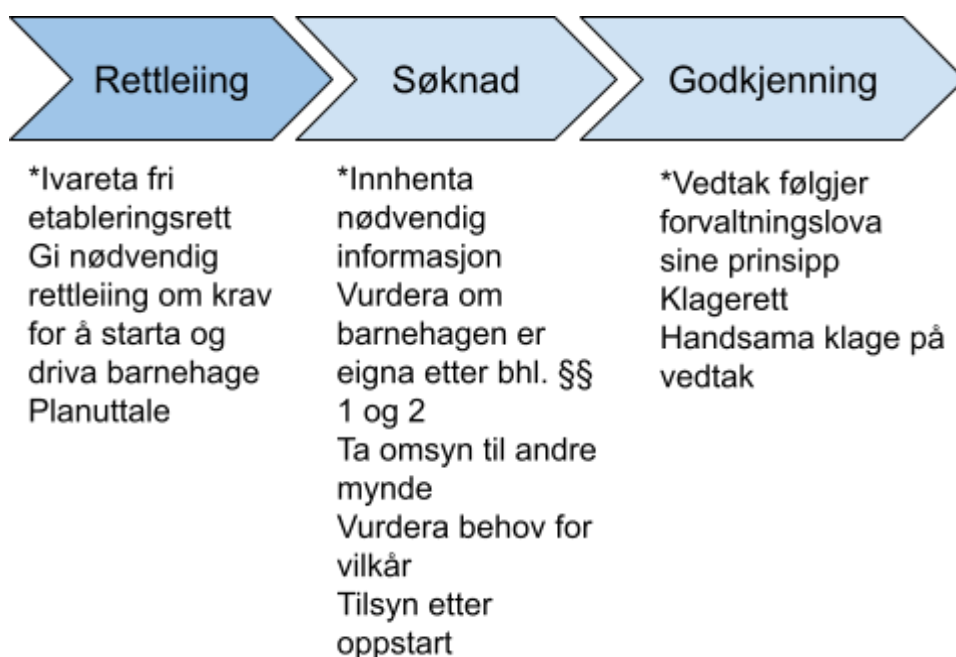 Rettleiing
Søknad
Godkjenning
*Ivareta fri
etableringsrett
Gi nødvendig
rettleiing om krav
for å starta og
driva barnehage
Planuttale
*Innhenta
nødvendig
informasjon
Vurdera om
barnehagen er
eigna etter bhl. §§
1 og 2
Ta omsyn til andre
mynde
Vurdera behov for
vilkår
Tilsyn etter
oppstart
*Vedtak følgjer
forvaltningslova
sine prinsipp
Klagerett
Handsama klage på
vedtak